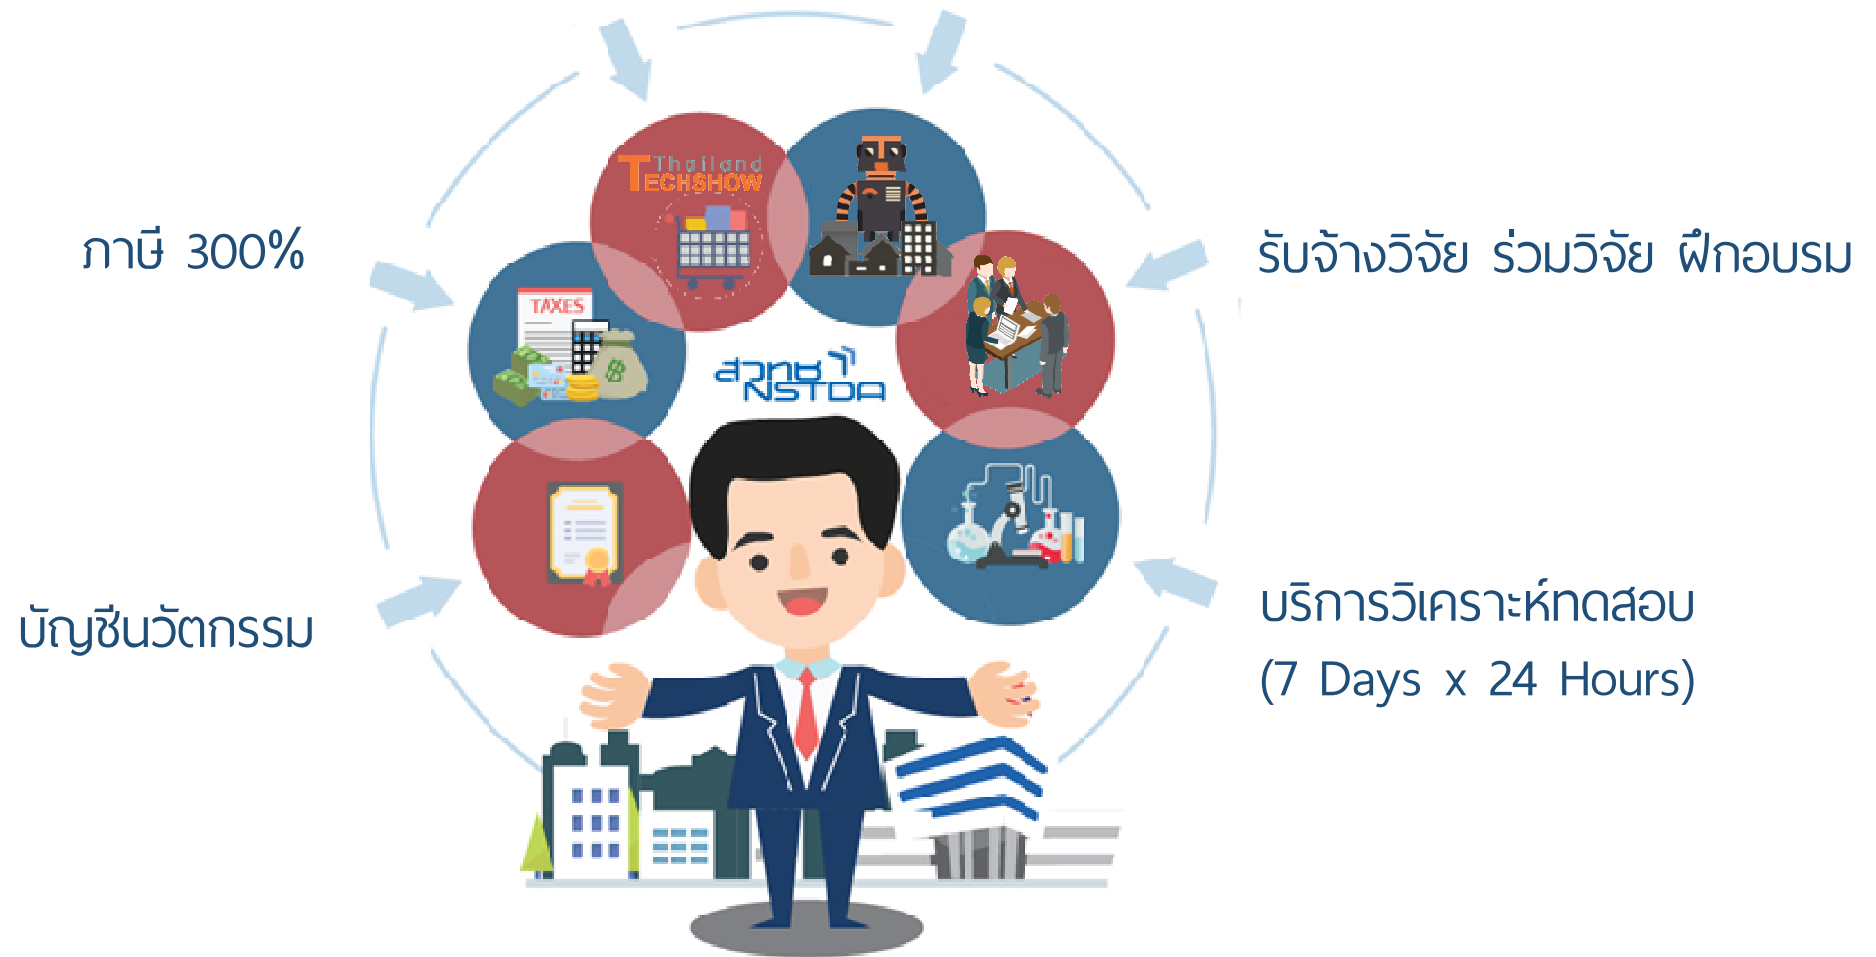 Thailand
TECHSHOW
ภาษี 300%
รับจ้างวิจัย ร่วมวิจัย ฝึกอบรม
TAXES
฿
สวทช
NSTDA
บัญชีนวัตกรรม
บริการวิเคราะห์ทดสอบ
(7 Days x 24 Hours)